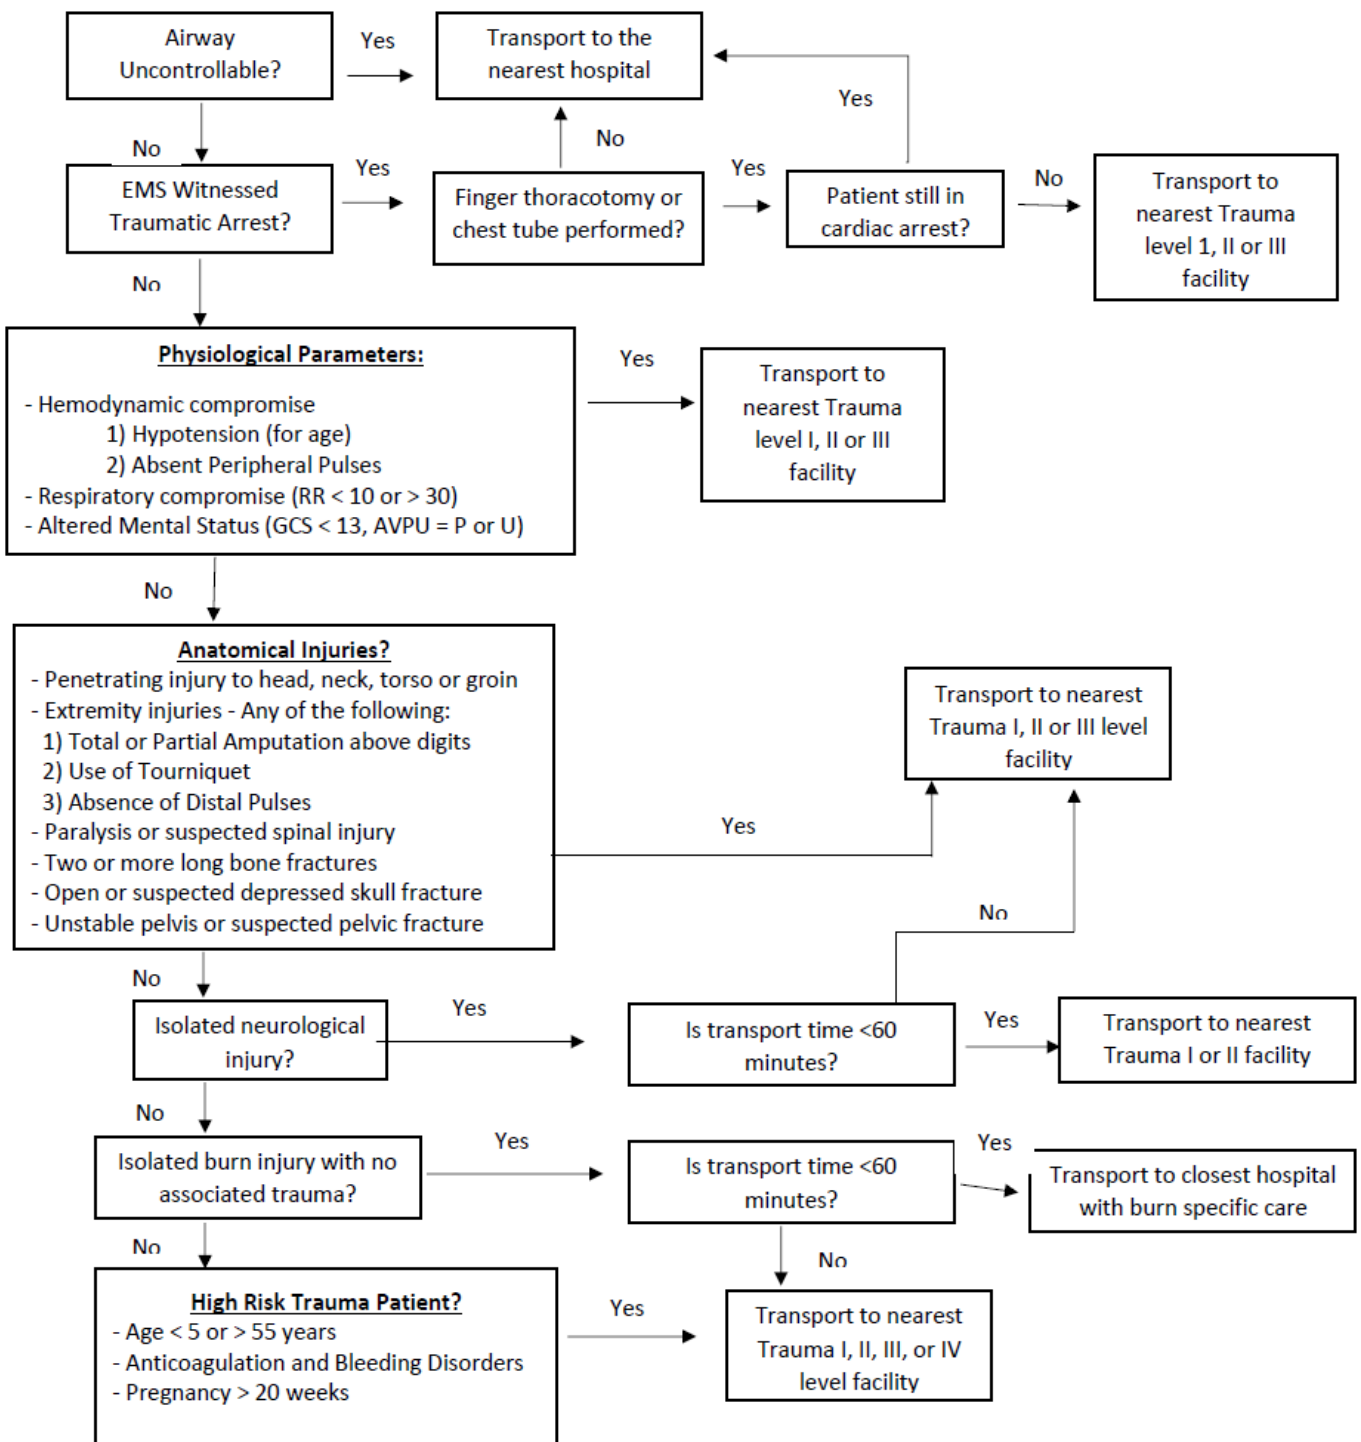 Airway
Uncontrollable?
Yes
Transport to the
nearest hospital
Yes
No
No
EMS Witnessed
Traumatic Arrest?
Yes
Finger thoracotomy or
chest tube performed?
Yes
Patient still in
cardiac arrest?
No
Transport to
nearest Trauma
level 1, II or III
facility
No
Physiological Parameters:
- Hemodynamic compromise
1) Hypotension (for age)
2) Absent Peripheral Pulses
- Respiratory compromise (RR < 10 or > 30)
- Altered Mental Status (GCS < 13, AVPU = P or U)
Yes
Transport to
nearest Trauma
level I, II or III
facility
No
Anatomical Injuries?
- Penetrating injury to head, neck, torso or groin
- Extremity injuries - Any of the following:
1) Total or Partial Amputation above digits
2) Use of Tourniquet
3) Absence of Distal Pulses
- Paralysis or suspected spinal injury
- Two or more long bone fractures
- Open or suspected depressed skull fracture
- Unstable pelvis or suspected pelvic fracture
Yes
Transport to nearest
Trauma I, II or III level
facility
No
No
Isolated neurological
injury?
Yes
Is transport time <60
minutes?
Yes
Transport to nearest
Trauma I or II facility
No
Isolated burn injury with no
associated trauma?
Yes
Is transport time <60
minutes?
Yes
Transport to closest hospital
with burn specific care
No
No
High Risk Trauma Patient?
- Age < 5 or > 55 years
- Anticoagulation and Bleeding Disorders
- Pregnancy > 20 weeks
Yes
Transport to nearest
Trauma I, II, III, or IV
level facility